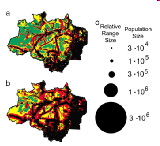 a
c Relative Population
Range Size
Size
3·10⁴
1·10⁵
3·10⁵
b
1·10⁶
3·10⁶